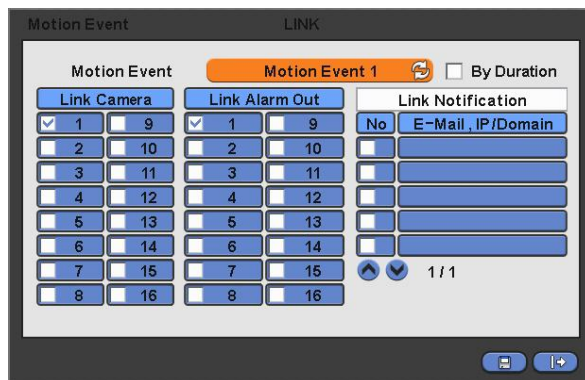 Motion Event LINK
Motion Event Motion Event 1 By Duration
Link Camera Link Alarm Out Link Notification
1 9 1 9 No E-Mail , IP/Domain
2 10 2 10
3 11 3 11
4 12 4 12
5 13 5 13
6 14 6 14
7 15 7 15 1 / 1
8 16 8 16